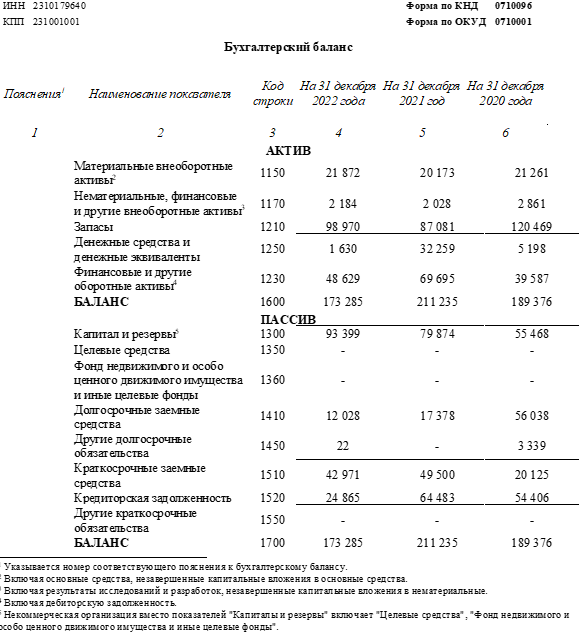 ИНН 2310179640 Форма по КНД 0710096
КПП 231001001 Форма по ОКУД 0710001
Бухгалтерский баланс
Пояснения¹ Наименование показателя Код строки На 31 декабря 2022 года На 31 декабря 2021 год На 31 декабря 2020 года
1 2 3 4 5 6
АКТИВ
Материальные внеоборотные
активы² 1150 21 872 20 173 21 261
Нематериальные, финансовые
и другие внеоборотные активы³ 1170 2 184 2 028 2 861
Запасы 1210 98 970 87 081 120 469
Денежные средства и
денежные эквиваленты 1250 1 630 32 259 5 198
Финансовые и другие
оборотные активы⁴ 1230 48 629 69 695 39 587
БАЛАНС 1600 173 285 211 235 189 376
ПАССИВ
Капитал и резервы⁵ 1300 93 399 79 874 55 468
Целевые средства 1350 - - -
Фонд недвижимого и особо
ценного движимого имущества
и иные целевые фонды 1360 - - -
Долгосрочные заемные
средства 1410 12 028 17 378 56 038
Другие долгосрочные
обязательства 1450 22 - 3 339
Краткосрочные заемные
средства 1510 42 971 49 500 20 125
Кредиторская задолженность 1520 24 865 64 483 54 406
Другие краткосрочные
обязательства 1550 - - -
БАЛАНС 1700 173 285 211 235 189 376
¹ Указывается номер соответствующего пояснения к бухгалтерскому балансу.
² Включая основные средства, незавершенные капитальные вложения в основные средства.
³ Включая результаты исследований и разработок, незавершенные капитальные вложения в нематериальные.
⁴ Включая дебиторскую задолженность.
⁵ Некоммерческая организация вместо показателей "Капиталы и резервы" включает "Целевые средства", "Фонд недвижимого и
особо ценного движимого имущества и иные целевые фонды".